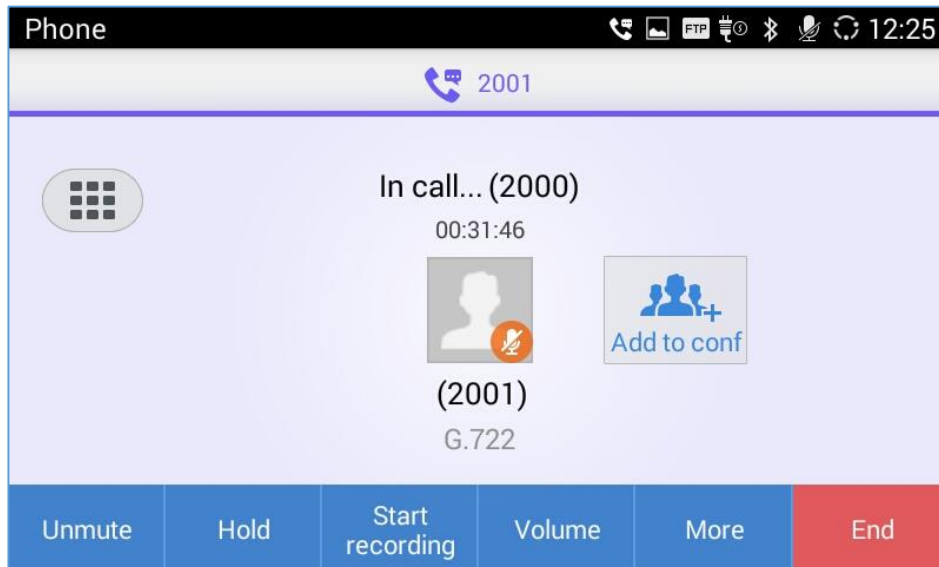 Phone
FTP
12:25
2001
In call... (2000)
00:31:46
Add to conf
(2001)
G.722
Unmute
Hold
Start
recording
Volume
More
End